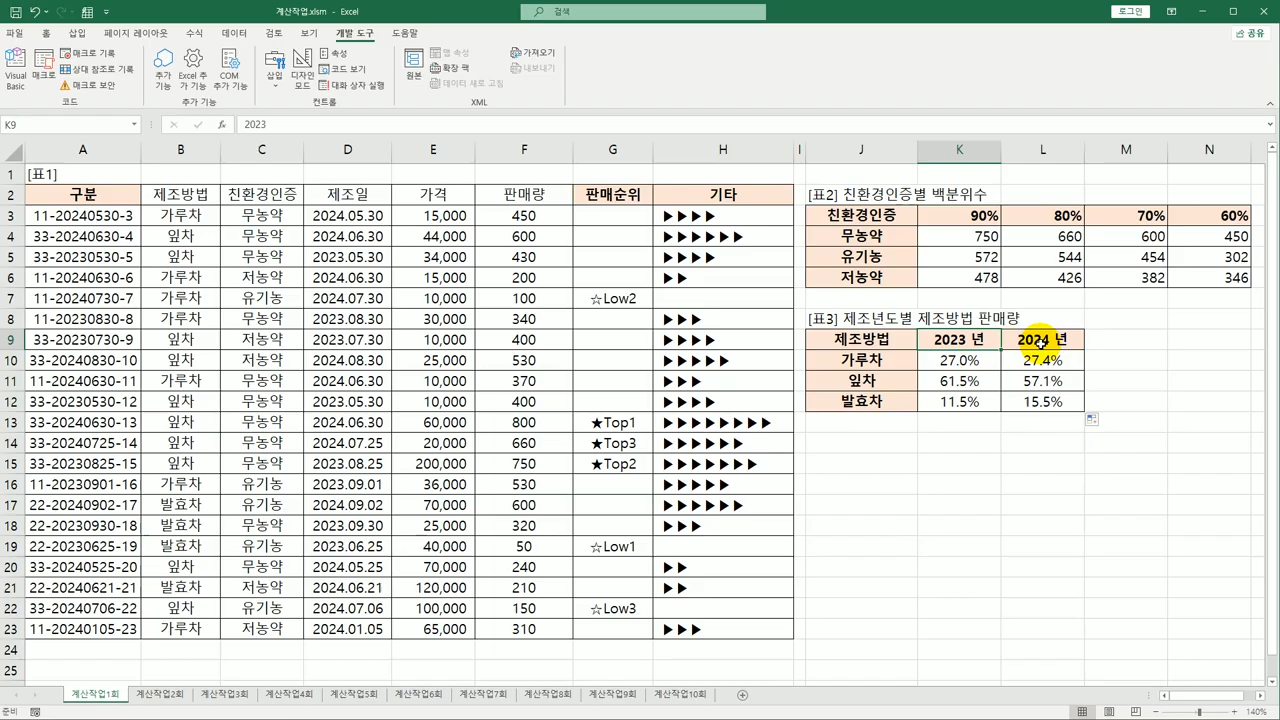 계산작업.xlsm - Excel
검색
로그인
파일 홈 삽입 페이지 레이아웃 수식 데이터 검토 보기 개발 도구 도움말
공유
Visual Basic
매크로
매크로 기록
상대 참조로 기록
매크로 보안
코드
추가 기능
Excel 추가 기능
COM 추가 기능
추가 기능
삽입
디자인 모드
속성
코드 보기
대화 상자 실행
컨트롤
원본
맵 속성
확장 팩
데이터 새로 고침
가져오기
내보내기
XML
K9
fx
2023
A B C D E F G H I J K L M N
1 [표1]
2 구분 제조방법 친환경인증 제조일 가격 판매량 판매순위 기타 [표2] 친환경인증별 백분위수
3 11-20240530-3 가루차 무농약 2024.05.30 15,000 450 ▶▶▶▶ 친환경인증 90% 80% 70% 60%
4 33-20240630-4 잎차 무농약 2024.06.30 44,000 600 ▶▶▶▶▶▶ 무농약 750 660 600 450
5 33-20230530-5 잎차 무농약 2023.05.30 34,000 430 ▶▶▶▶ 유기농 572 544 454 302
6 11-20240630-6 가루차 저농약 2024.06.30 15,000 200 ▶▶ 저농약 478 426 382 346
7 11-20240730-7 가루차 유기농 2024.07.30 10,000 100 ☆Low2
8 11-20230830-8 가루차 무농약 2023.08.30 30,000 340 ▶▶▶ [표3] 제조년도별 제조방법 판매량
9 33-20230730-9 잎차 저농약 2023.07.30 10,000 400 ▶▶▶▶ 제조방법 2023 년 2024 년
10 33-20240830-10 잎차 저농약 2024.08.30 25,000 530 ▶▶▶▶▶ 가루차 27.0% 27.4%
11 11-20240630-11 가루차 저농약 2024.06.30 10,000 370 ▶▶▶ 잎차 61.5% 57.1%
12 33-20230530-12 잎차 무농약 2023.05.30 10,000 400 ▶▶▶▶ 발효차 11.5% 15.5%
13 33-20240630-13 잎차 무농약 2024.06.30 60,000 800 ★Top1 ▶▶▶▶▶▶▶▶
14 33-20240725-14 잎차 무농약 2024.07.25 20,000 660 ★Top3 ▶▶▶▶▶▶
15 33-20230825-15 잎차 무농약 2023.08.25 200,000 750 ★Top2 ▶▶▶▶▶▶▶
16 11-20230901-16 가루차 유기농 2023.09.01 36,000 530 ▶▶▶▶▶
17 22-20240902-17 발효차 유기농 2024.09.02 70,000 600 ▶▶▶▶▶▶
18 22-20230930-18 발효차 무농약 2023.09.30 25,000 320 ▶▶▶
19 22-20230625-19 발효차 유기농 2023.06.25 40,000 50 ☆Low1
20 33-20240525-20 잎차 무농약 2024.05.25 70,000 240 ▶▶
21 22-20240621-21 발효차 저농약 2024.06.21 120,000 210 ▶▶
22 33-20240706-22 잎차 유기농 2024.07.06 100,000 150 ☆Low3
23 11-20240105-23 가루차 저농약 2024.01.05 65,000 310 ▶▶▶
24
25
계산작업1회 계산작업2회 계산작업3회 계산작업4회 계산작업5회 계산작업6회 계산작업7회 계산작업8회 계산작업9회 계산작업10회
준비
140%